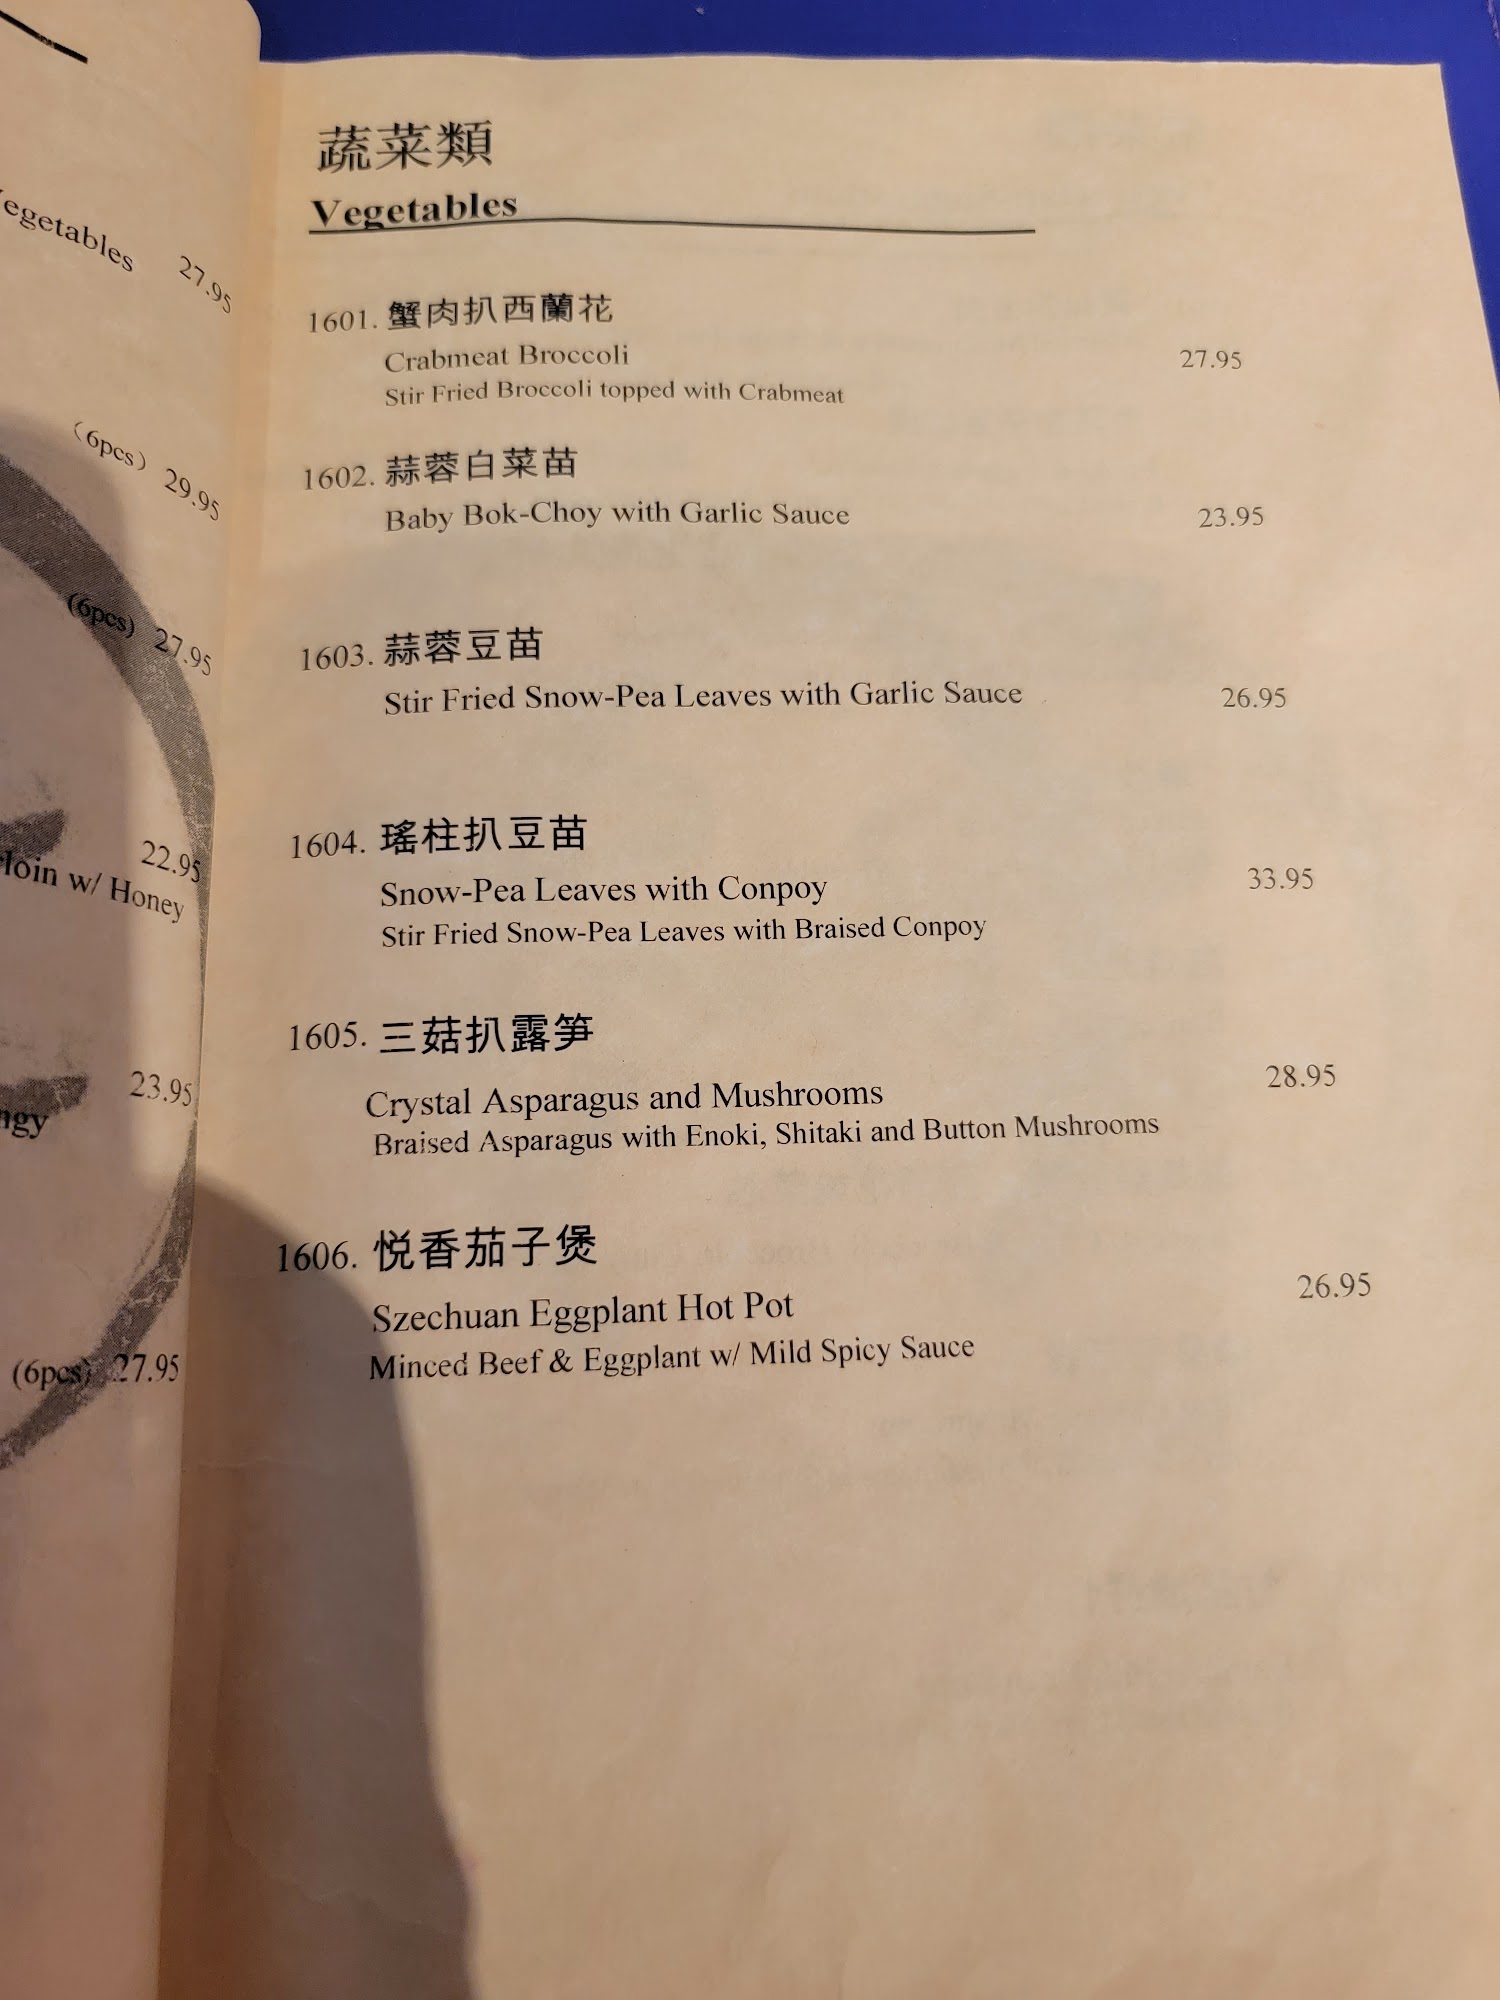 egetables 27.95
(6pcs) 29.95
(6pcs) 27.95
22.95
loin w/ Honey
23.95
(6pcs) 27.95
蔬菜類
Vegetables
1601. 蟹肉扒西蘭花
Crabmeat Broccoli 27.95
Stir Fried Broccoli topped with Crabmeat
1602. 蒜蓉白菜苗
Baby Bok-Choy with Garlic Sauce 23.95
1603. 蒜蓉豆苗
Stir Fried Snow-Pea Leaves with Garlic Sauce 26.95
1604. 瑤柱扒豆苗
Snow-Pea Leaves with Conpoy 33.95
Stir Fried Snow-Pea Leaves with Braised Conpoy
1605. 三菇扒露笋
Crystal Asparagus and Mushrooms 28.95
Braised Asparagus with Enoki, Shitaki and Button Mushrooms
1606. 悦香茄子煲
Szechuan Eggplant Hot Pot 26.95
Minced Beef & Eggplant w/ Mild Spicy Sauce